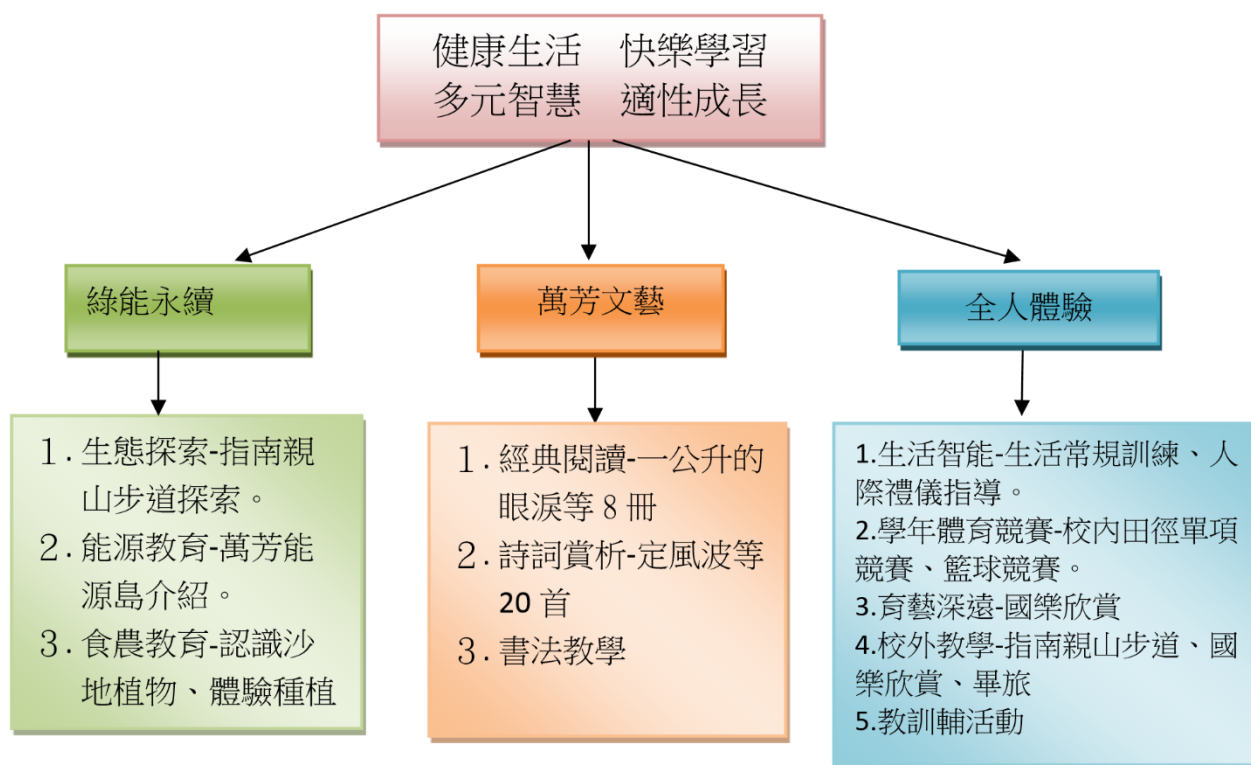 健康生活　快樂學習
多元智慧　適性成長
綠能永續
萬芳文藝
全人體驗
1. 生態探索-指南親
山步道探索。
2. 能源教育-萬芳能
源島介紹。
3. 食農教育-認識沙
地植物、體驗種植
1. 經典閱讀-一公升的
眼淚等 8 冊
2. 詩詞賞析-定風波等
20 首
3. 書法教學
1.生活智能-生活常規訓練、人
際禮儀指導。
2.學年體育競賽-校內田徑單項
競賽、籃球競賽。
3.育藝深遠-國樂欣賞
4.校外教學-指南親山步道、國
樂欣賞、畢旅
5.教訓輔活動